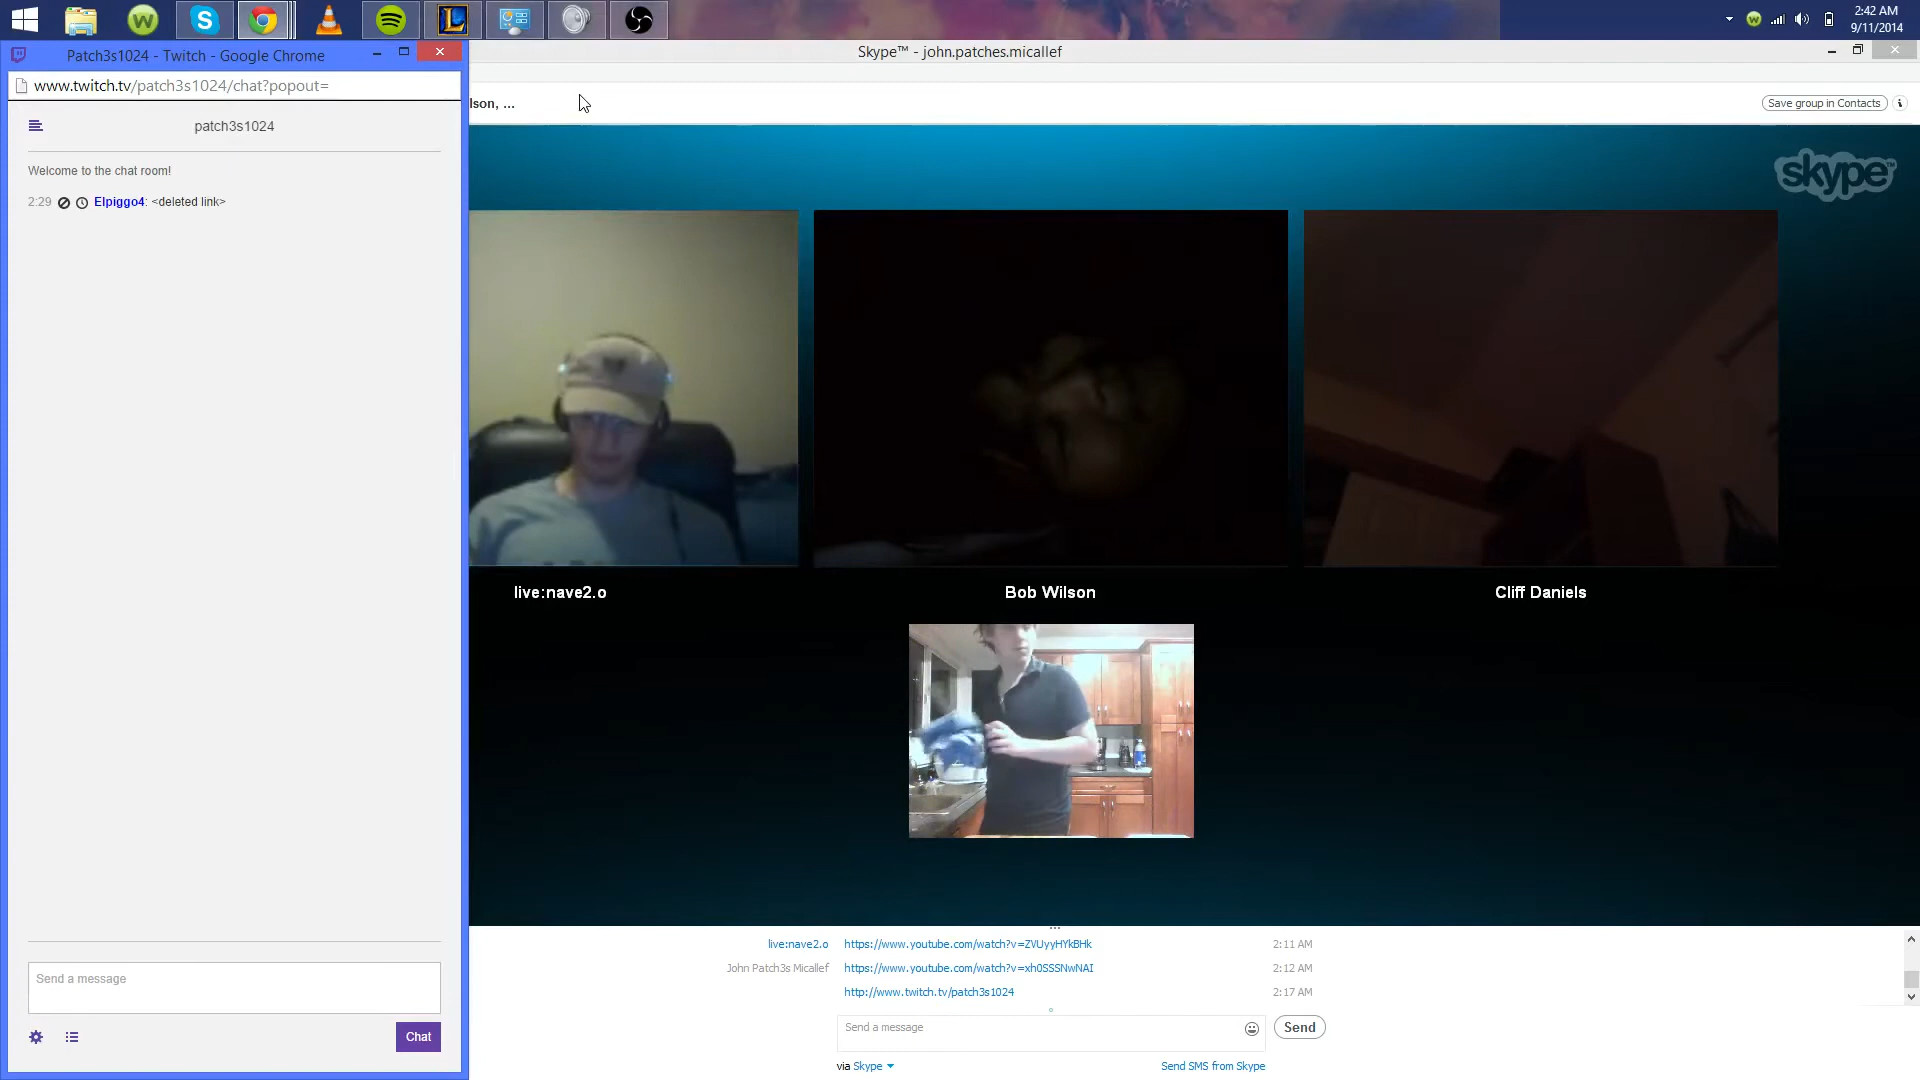 2:42 AM
9/11/2014
Patch3s1024 - Twitch - Google Chrome
Skype™ - john.patches.micallef
www.twitch.tv/patch3s1024/chat?popout=
lson, ...
Save group in Contacts
patch3s1024
Welcome to the chat room!
2:29 Elpiggo4: <deleted link>
skype™
live:nave2.o
Bob Wilson
Cliff Daniels
live:nave2.o https://www.youtube.com/watch?v=ZVUyyHYkBHk 2:11 AM
John Patch3s Micallef https://www.youtube.com/watch?v=xh0SSSNwNAI 2:12 AM
http://www.twitch.tv/patch3s1024 2:17 AM
Send a message
Chat
Send a message
Send
via Skype
Send SMS from Skype